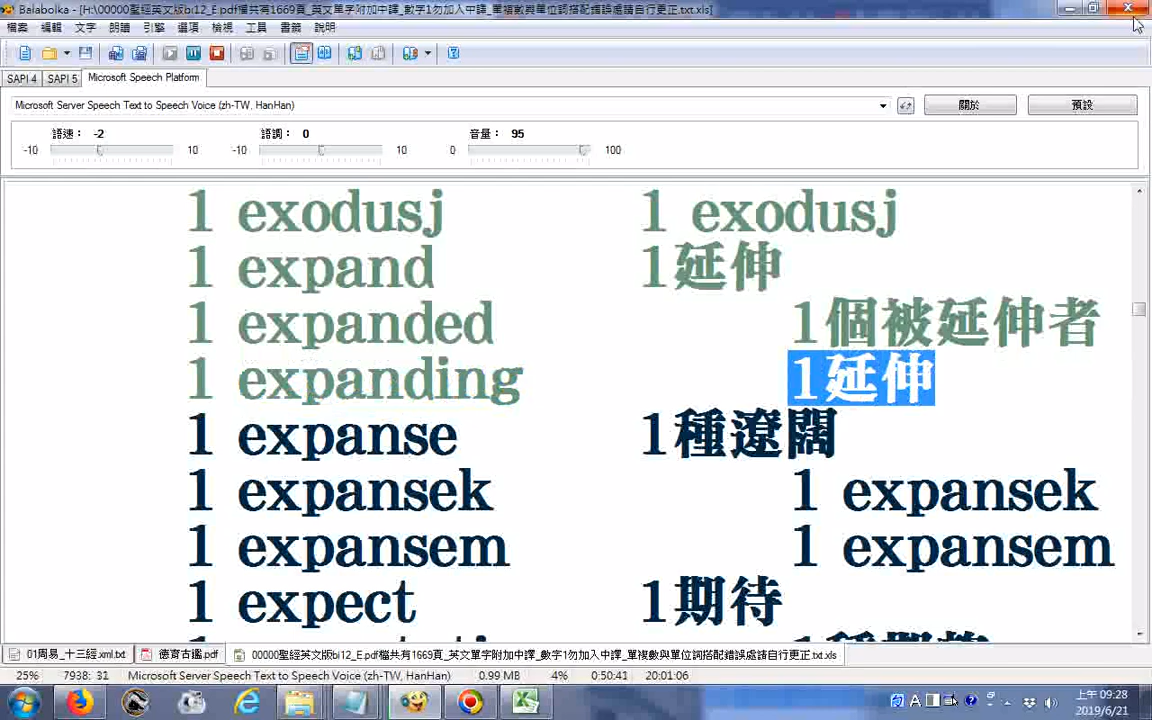 Balabolka - [H:\00000聖經英文版bi12_E.pdf檔共有1669頁_英文單字附加中譯_數字1勿加入中譯_單複數與單位詞搭配錯誤處請自行更正.txt.xls]
檔案 編輯 文字 朗讀 引擎 選項 檢視 工具 書籤 說明
SAPI 4 SAPI 5 Microsoft Speech Platform
Microsoft Server Speech Text to Speech Voice (zh-TW, HanHan) 關於 預設
語速： -2 語調： 0 音量： 95
-10 10 -10 10 0 100
1 exodusj 1 exodusj
1 expand 1延伸
1 expanded 1個被延伸者
1 expanding 1延伸
1 expanse 1種遼闊
1 expansek 1 expansek
1 expansem 1 expansem
1 expect 1期待
01周易_十三經.xml.txt 德育古鑑.pdf 00000聖經英文版bi12_E.pdf檔共有1669頁_英文單字附加中譯_數字1勿加入中譯_單複數與單位詞搭配錯誤處請自行更正.txt.xls
25% 7938: 31 Microsoft Server Speech Text to Speech Voice (zh-TW, HanHan) 0.99 MB 4% 0:50:41 20:01:06
上午 09:28
2019/6/21